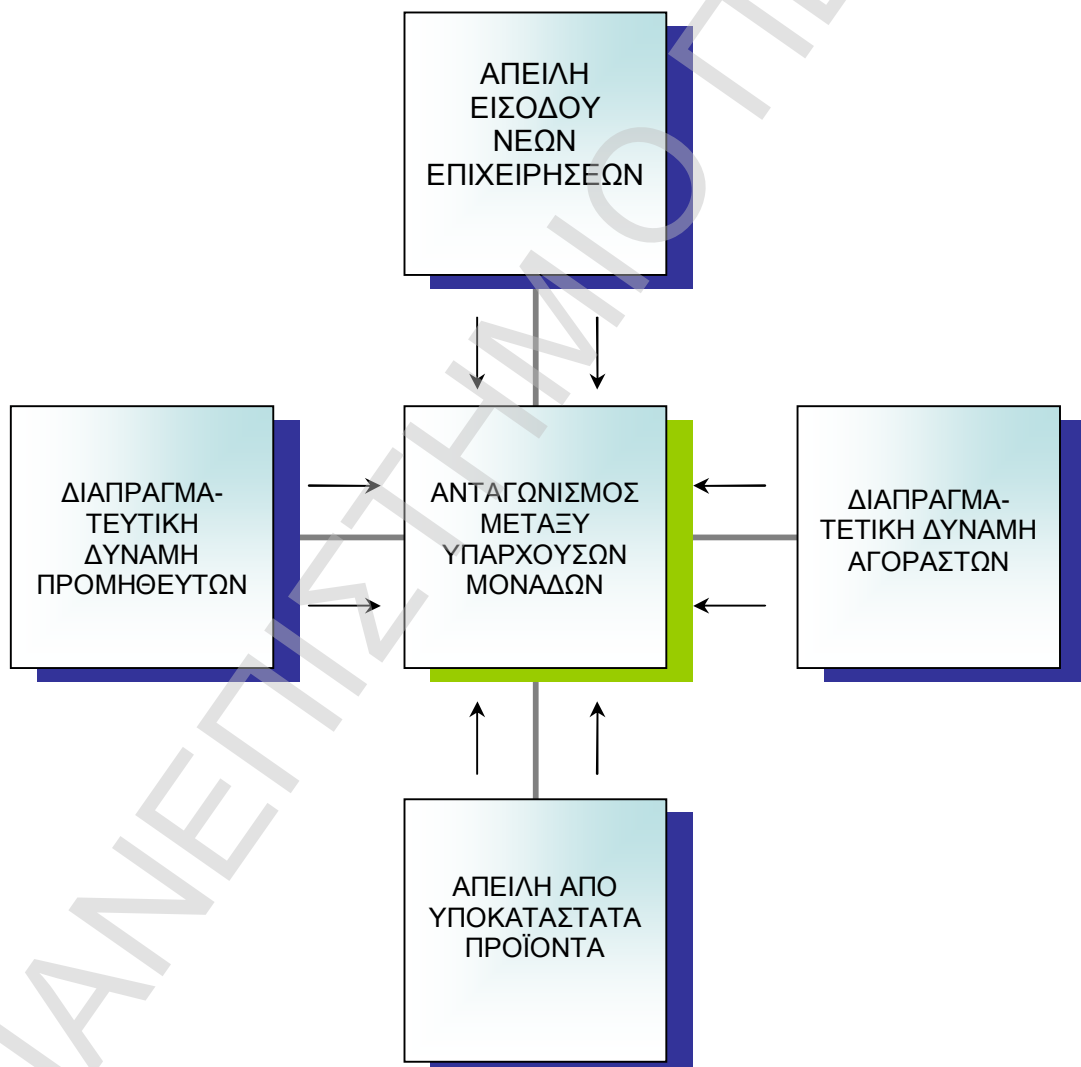 ΑΠΕΙΛΗ
ΕΙΣΟΔΟΥ
ΝΕΩΝ
ΕΠΙΧΕΙΡΗΣΕΩΝ
ΔΙΑΠΡΑΓΜΑ-
ΤΕΥΤΙΚΗ
ΔΥΝΑΜΗ
ΠΡΟΜΗΘΕΥΤΩΝ
ΑΝΤΑΓΩΝΙΣΜΟΣ
ΜΕΤΑΞΥ
ΥΠΑΡΧΟΥΣΩΝ
ΜΟΝΑΔΩΝ
ΔΙΑΠΡΑΓΜΑ-
ΤΕΤΙΚΗ ΔΥΝΑΜΗ
ΑΓΟΡΑΣΤΩΝ
ΑΠΕΙΛΗ ΑΠΟ
ΥΠΟΚΑΤΑΣΤΑΤΑ
ΠΡΟΪΟΝΤΑ
ΠΑΝΕΠΙΣΤΗΜΙΟ